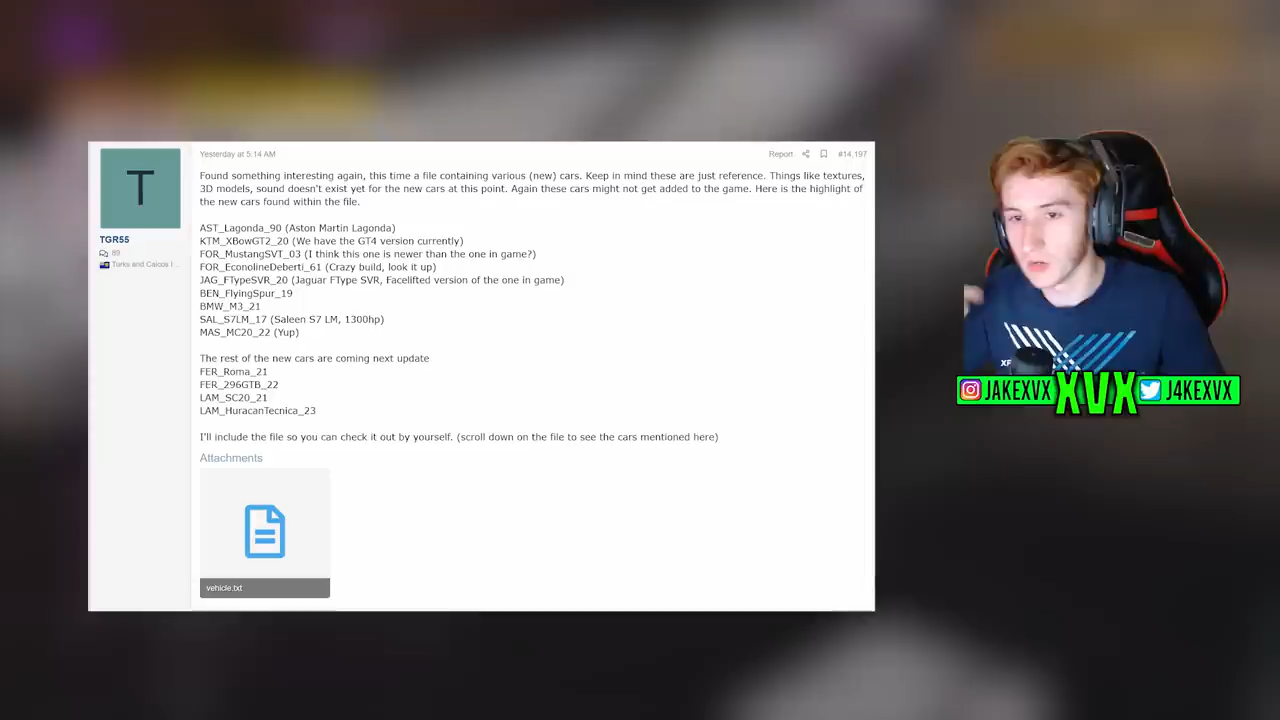 Yesterday at 5:14 AM
Report
#14,197
T
TGR55
89
Turks and Caicos I...
Found something interesting again, this time a file containing various (new) cars. Keep in mind these are just reference. Things like textures,
3D models, sound doesn't exist yet for the new cars at this point. Again these cars might not get added to the game. Here is the highlight of
the new cars found within the file.
AST_Lagonda_90 (Aston Martin Lagonda)
KTM_XBowGT2_20 (We have the GT4 version currently)
FOR_MustangSVT_03 (I think this one is newer than the one in game?)
FOR_EconolineDeberti_61 (Crazy build, look it up)
JAG_FTypeSVR_20 (Jaguar FType SVR, Facelifted version of the one in game)
BEN_FlyingSpur_19
BMW_M3_21
SAL_S7LM_17 (Saleen S7 LM, 1300hp)
MAS_MC20_22 (Yup)
The rest of the new cars are coming next update
FER_Roma_21
FER_296GTB_22
LAM_SC20_21
LAM_HuracanTecnica_23
I'll include the file so you can check it out by yourself. (scroll down on the file to see the cars mentioned here)
Attachments
vehicle.txt
JAKEXVX
XVX
J4KEXVX